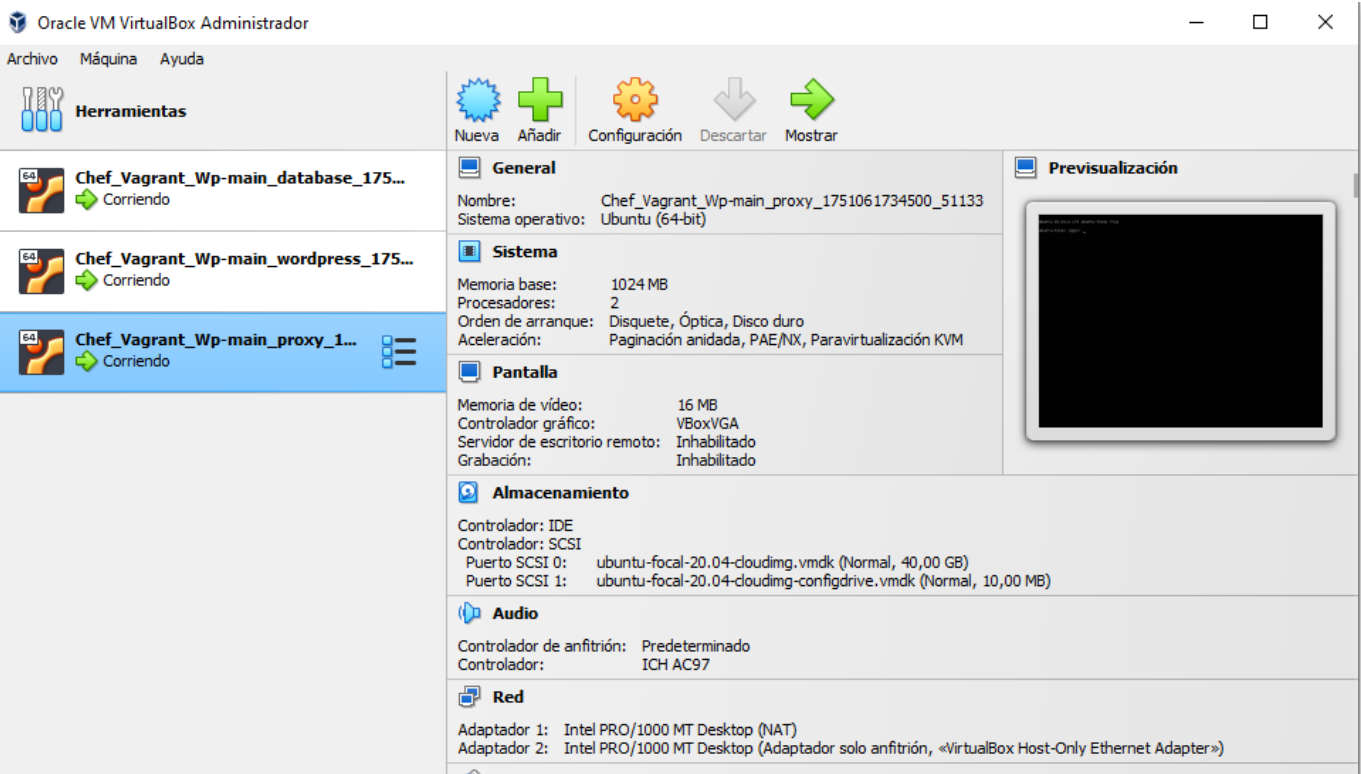 Oracle VM VirtualBox Administrador
Archivo Máquina Ayuda
Herramientas
Nueva Añadir Configuración Descartar Mostrar
64
Chef_Vagrant_Wp-main_database_175...
Corriendo
64
Chef_Vagrant_Wp-main_wordpress_175...
Corriendo
64
Chef_Vagrant_Wp-main_proxy_1...
Corriendo
General
Nombre: Chef_Vagrant_Wp-main_proxy_1751061734500_51133
Sistema operativo: Ubuntu (64-bit)
Previsualización
Sistema
Memoria base: 1024 MB
Procesadores: 2
Orden de arranque: Disquete, Óptica, Disco duro
Aceleración: Paginación anidada, PAE/NX, Paravirtualización KVM
Pantalla
Memoria de vídeo: 16 MB
Controlador gráfico: VBoxVGA
Servidor de escritorio remoto: Inhabilitado
Grabación: Inhabilitado
Almacenamiento
Controlador: IDE
Controlador: SCSI
Puerto SCSI 0: ubuntu-focal-20.04-cloudimg.vmdk (Normal, 40,00 GB)
Puerto SCSI 1: ubuntu-focal-20.04-cloudimg-configdrive.vmdk (Normal, 10,00 MB)
Audio
Controlador de anfitrión: Predeterminado
Controlador: ICH AC97
Red
Adaptador 1: Intel PRO/1000 MT Desktop (NAT)
Adaptador 2: Intel PRO/1000 MT Desktop (Adaptador solo anfitrión, «VirtualBox Host-Only Ethernet Adapter»)